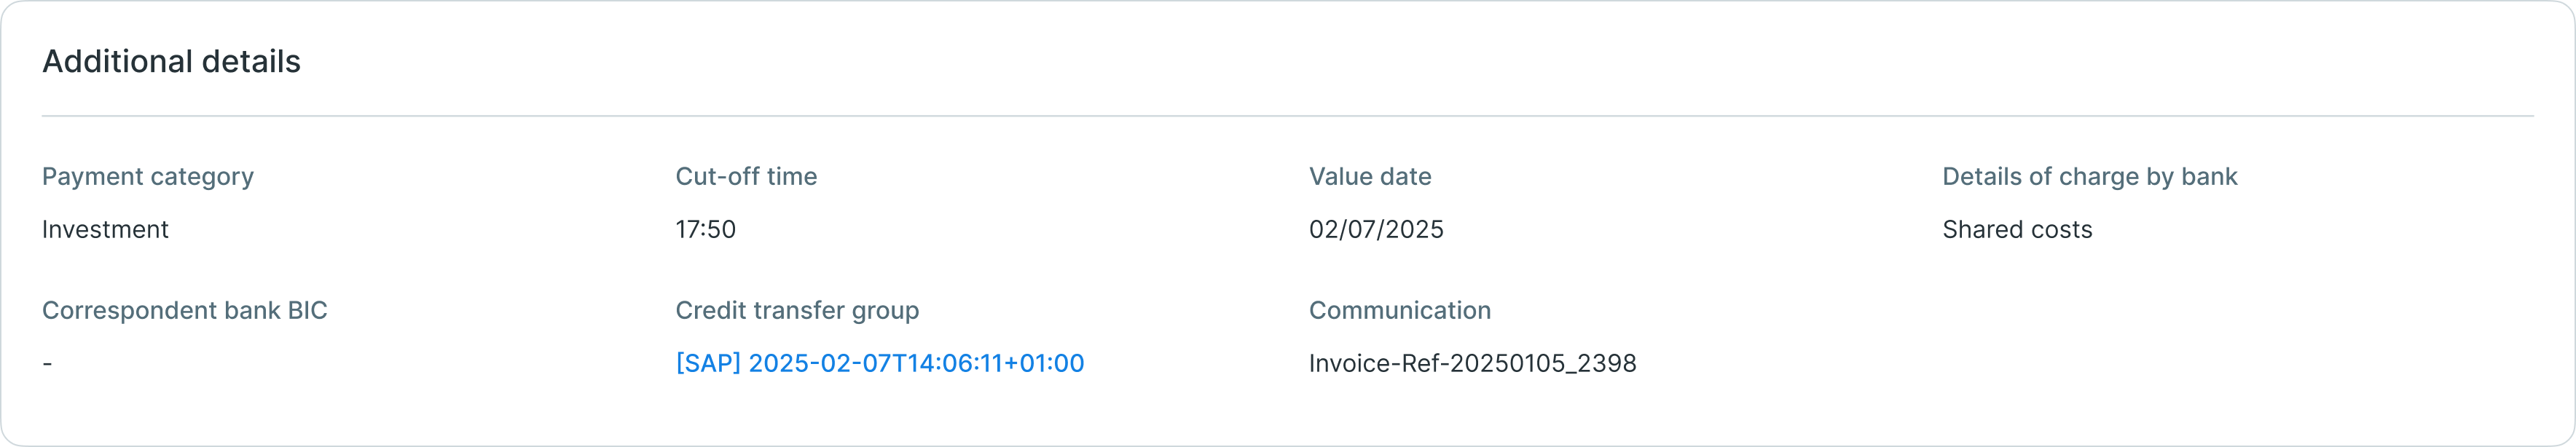 Additional details
Payment category
Cut-off time
Value date
Details of charge by bank
Investment
17:50
02/07/2025
Shared costs
Correspondent bank BIC
Credit transfer group
Communication
-
[SAP] 2025-02-07T14:06:11+01:00
Invoice-Ref-20250105_2398